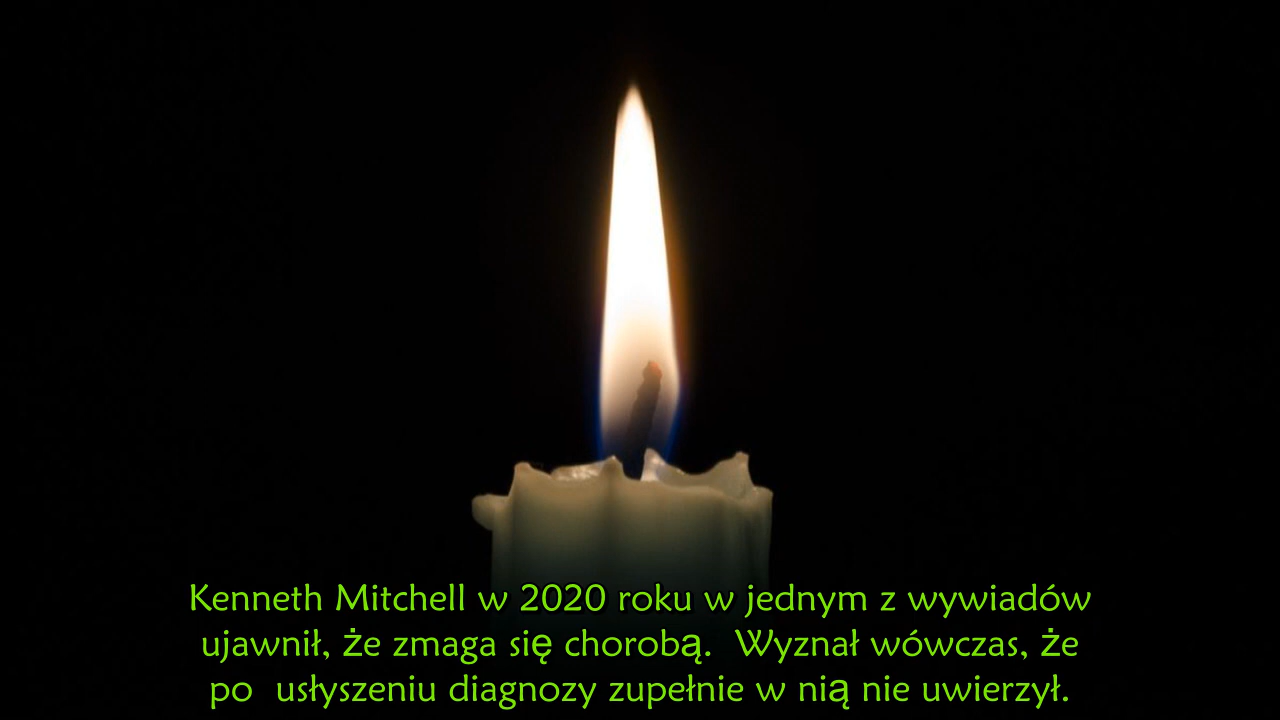 Kenneth Mitchell w 2020 roku w jednym z wywiadów
ujawnił, że zmaga się chorobą.  Wyznał wówczas, że
po  usłyszeniu diagnozy zupełnie w nią nie uwierzył.